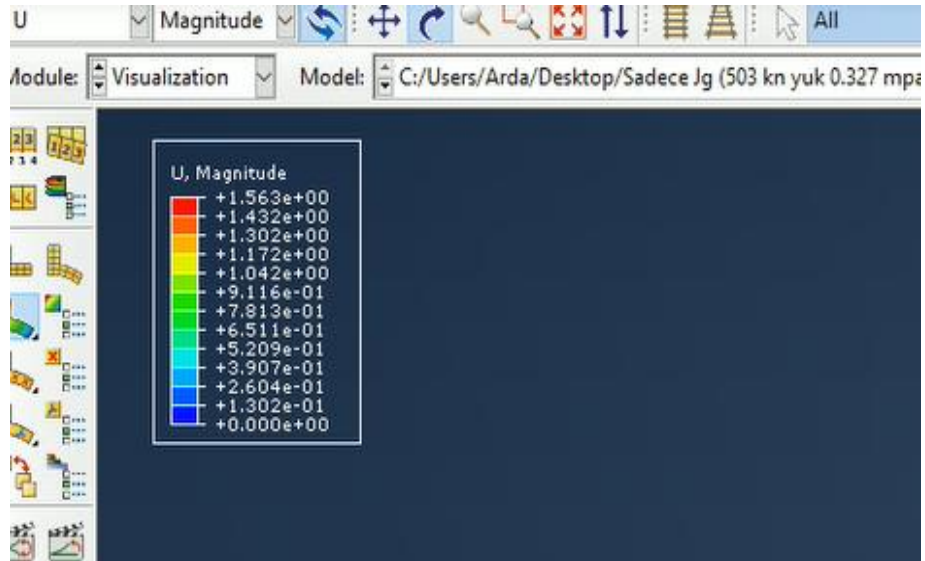 U Magnitude All
Module: Visualization Model: C:/Users/Arda/Desktop/Sadece Jg (503 kn yuk 0.327 mpa
U, Magnitude
+1.563e+00
+1.432e+00
+1.302e+00
+1.172e+00
+1.042e+00
+9.116e-01
+7.813e-01
+6.511e-01
+5.209e-01
+3.907e-01
+2.604e-01
+1.302e-01
+0.000e+00